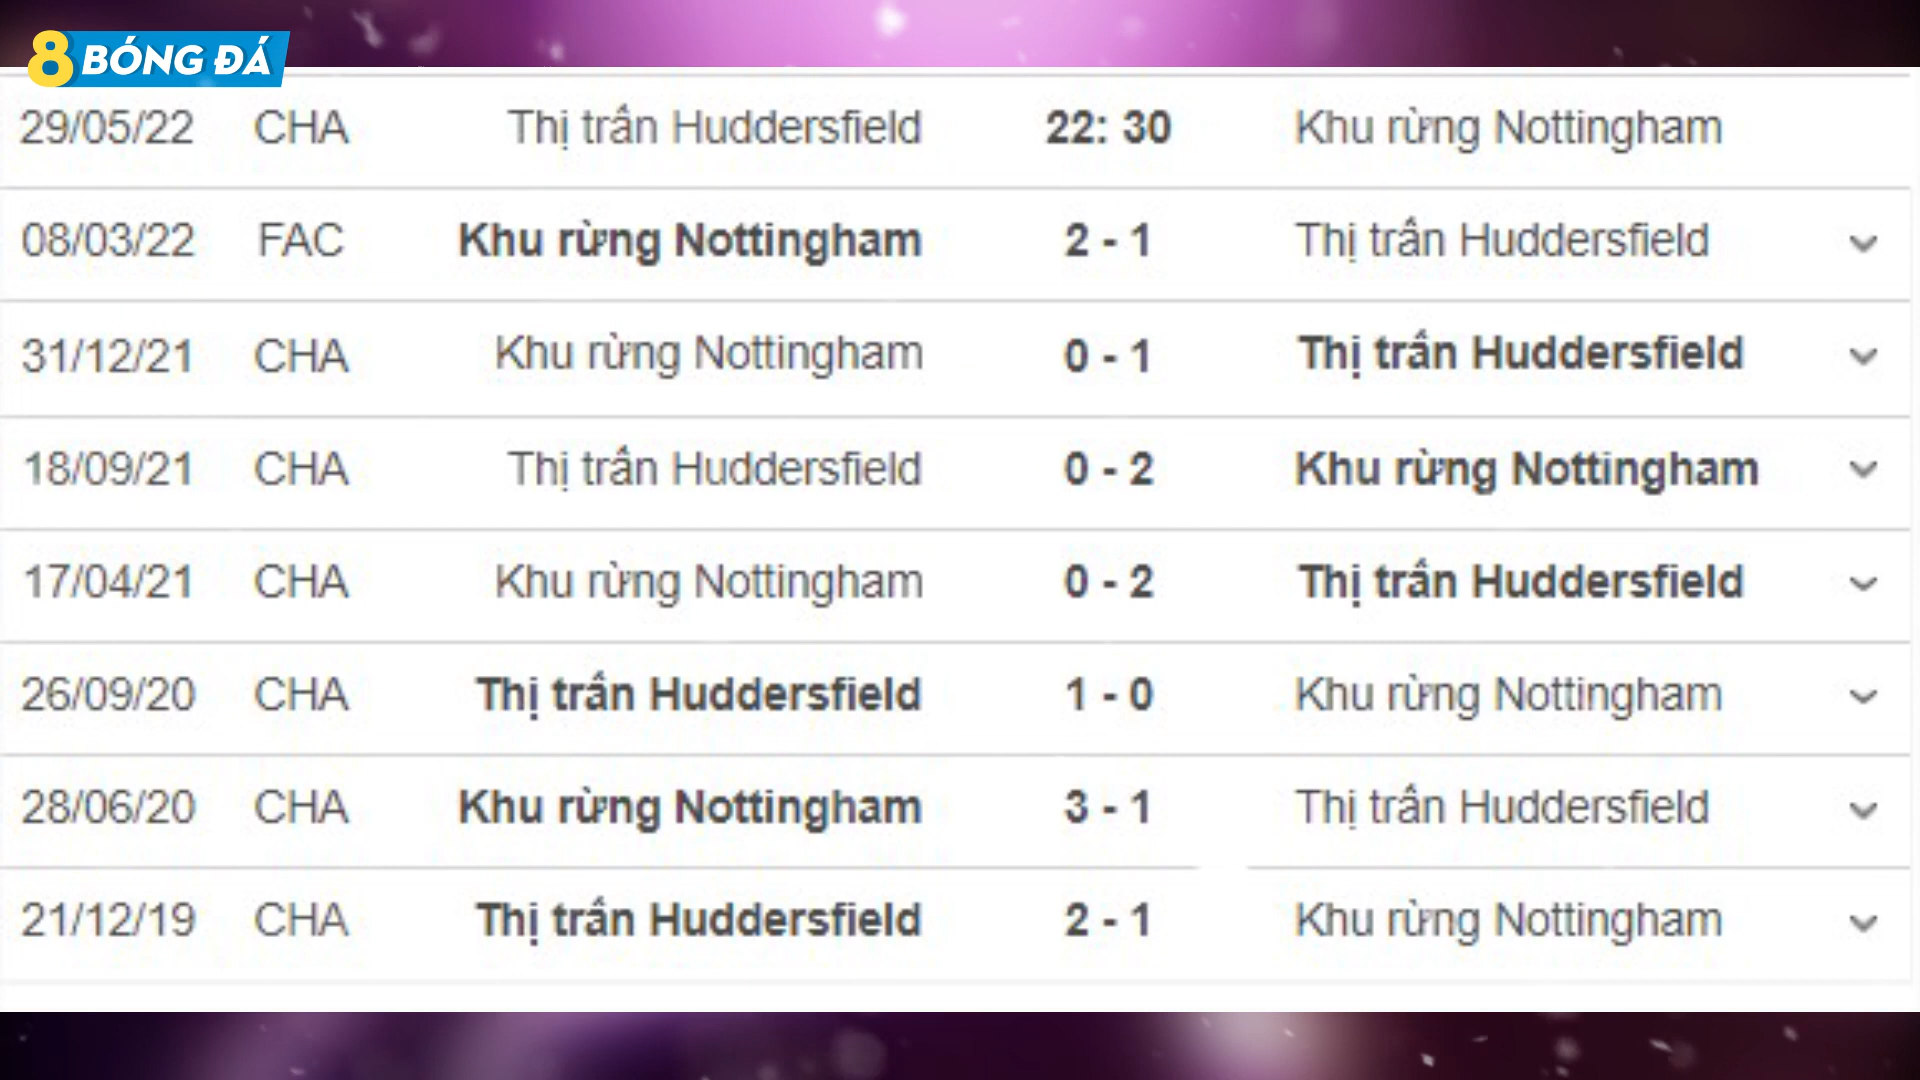 8 BÓNG ĐÁ
29/05/22 CHA Thị trấn Huddersfield 22: 30 Khu rừng Nottingham
08/03/22 FAC Khu rừng Nottingham 2 - 1 Thị trấn Huddersfield
31/12/21 CHA Khu rừng Nottingham 0 - 1 Thị trấn Huddersfield
18/09/21 CHA Thị trấn Huddersfield 0 - 2 Khu rừng Nottingham
17/04/21 CHA Khu rừng Nottingham 0 - 2 Thị trấn Huddersfield
26/09/20 CHA Thị trấn Huddersfield 1 - 0 Khu rừng Nottingham
28/06/20 CHA Khu rừng Nottingham 3 - 1 Thị trấn Huddersfield
21/12/19 CHA Thị trấn Huddersfield 2 - 1 Khu rừng Nottingham